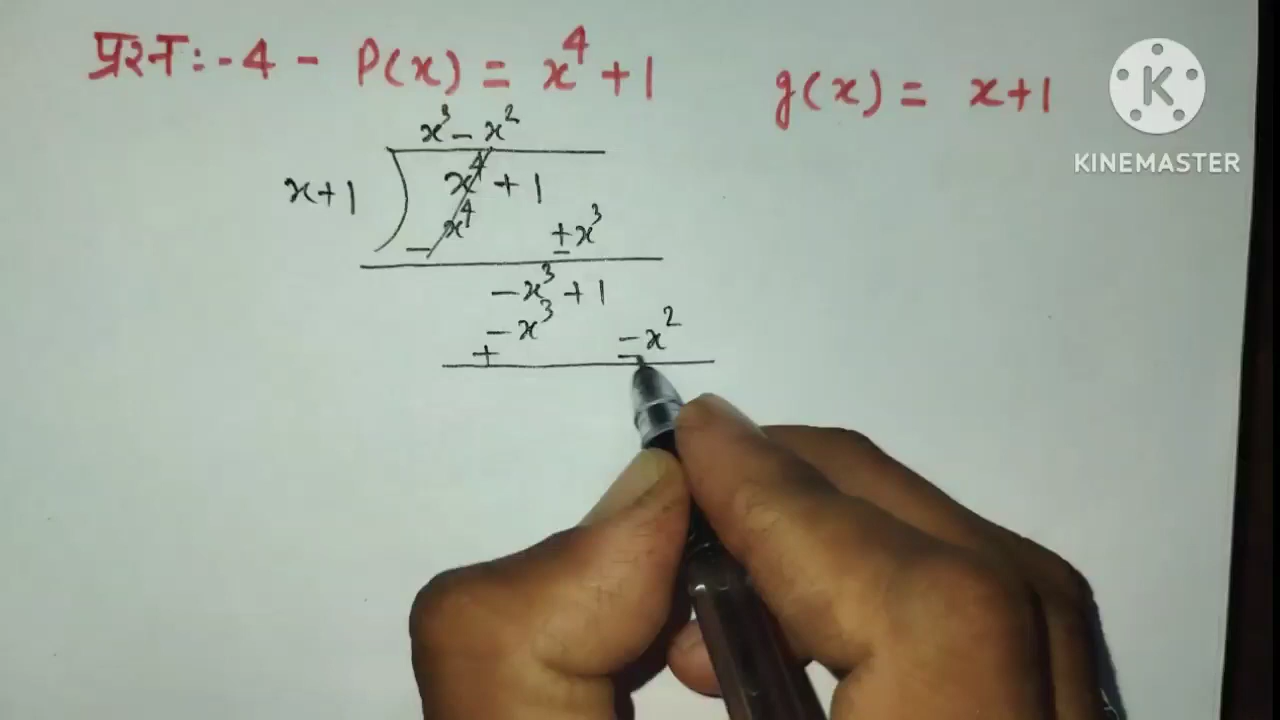 प्रश्न:-4 - P(x) = x⁴+1 g(x) = x+1
KINEMASTER
x³ - x²
x+1 ) x⁴ + 1
- x⁴ ± x³
-x³ + 1
-x³ - x²
+